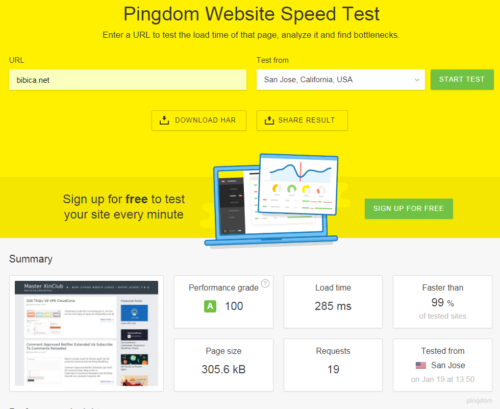 Pingdom Website Speed Test
Enter a URL to test the load time of that page, analyze it and find bottlenecks.
URL
Test from
bibica.net
San Jose, California, USA
START TEST
DOWNLOAD HAR
SHARE RESULT
Sign up for free to test
your site every minute
SIGN UP FOR FREE
Summary
Master XinClub
Performance grade
?
A 100
Load time
285 ms
Faster than
99 %
of tested sites
Page size
305.6 kB
Requests
19
Tested from
San Jose
on Jan 19 at 13:50
pingdom